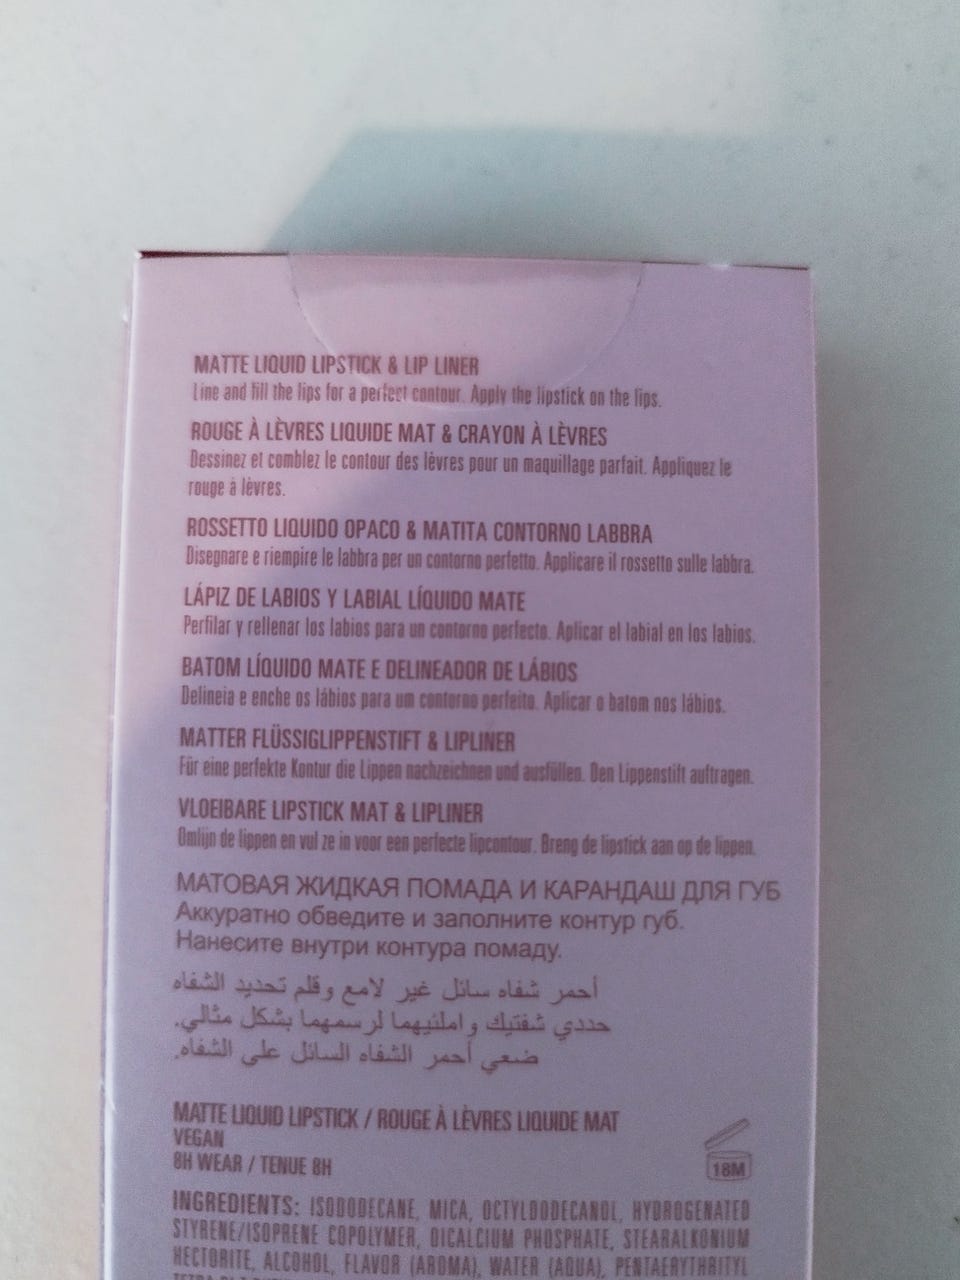 MATTE LIQUID LIPSTICK & LIP LINER
Line and fill the lips for a perfect contour. Apply the lipstick on the lips.
ROUGE À LÈVRES LIQUIDE MAT & CRAYON À LÈVRES
Dessinez et comblez le contour des lèvres pour un maquillage parfait. Appliquez le
rouge à lèvres.
ROSSETTO LIQUIDO OPACO & MATITA CONTORNO LABBRA
Disegnare e riempire le labbra per un contorno perfetto. Applicare il rossetto sulle labbra.
LÁPIZ DE LABIOS Y LABIAL LÍQUIDO MATE
Perfilar y rellenar los labios para un contorno perfecto. Aplicar el labial en los labios.
BATOM LÍQUIDO MATE E DELINEADOR DE LÁBIOS
Delineia e enche os lábios para um contorno perfeito. Aplicar o batom nos lábios.
MATTER FLÜSSIGLIPPENSTIFT & LIPLINER
Für eine perfekte Kontur die Lippen nachzeichnen und ausfüllen. Den Lippenstift auftragen.
VLOEIBARE LIPSTICK MAT & LIPLINER
Omlijn de lippen en vul ze in voor een perfecte lipcontour. Breng de lipstick aan op de lippen.
МАТОВАЯ ЖИДКАЯ ПОМАДА И КАРАНДАШ ДЛЯ ГУБ
Аккуратно обведите и заполните контур губ.
Нанесите внутри контура помаду.
أحمر شفاه سائل غير لامع وقلم تحديد الشفاه
حددي شفتيك واملئيهما لرسمهما بشكل مثالي.
ضعي أحمر الشفاه السائل على الشفاه.
MATTE LIQUID LIPSTICK / ROUGE À LÈVRES LIQUIDE MAT
VEGAN
8H WEAR / TENUE 8H
18M
INGREDIENTS: ISODODECANE, MICA, OCTYLDODECANOL, HYDROGENATED
STYRENE/ISOPRENE COPOLYMER, DICALCIUM PHOSPHATE, STEARALKONIUM
HECTORITE, ALCOHOL, FLAVOR (AROMA), WATER (AQUA), PENTAERYTHRITYL